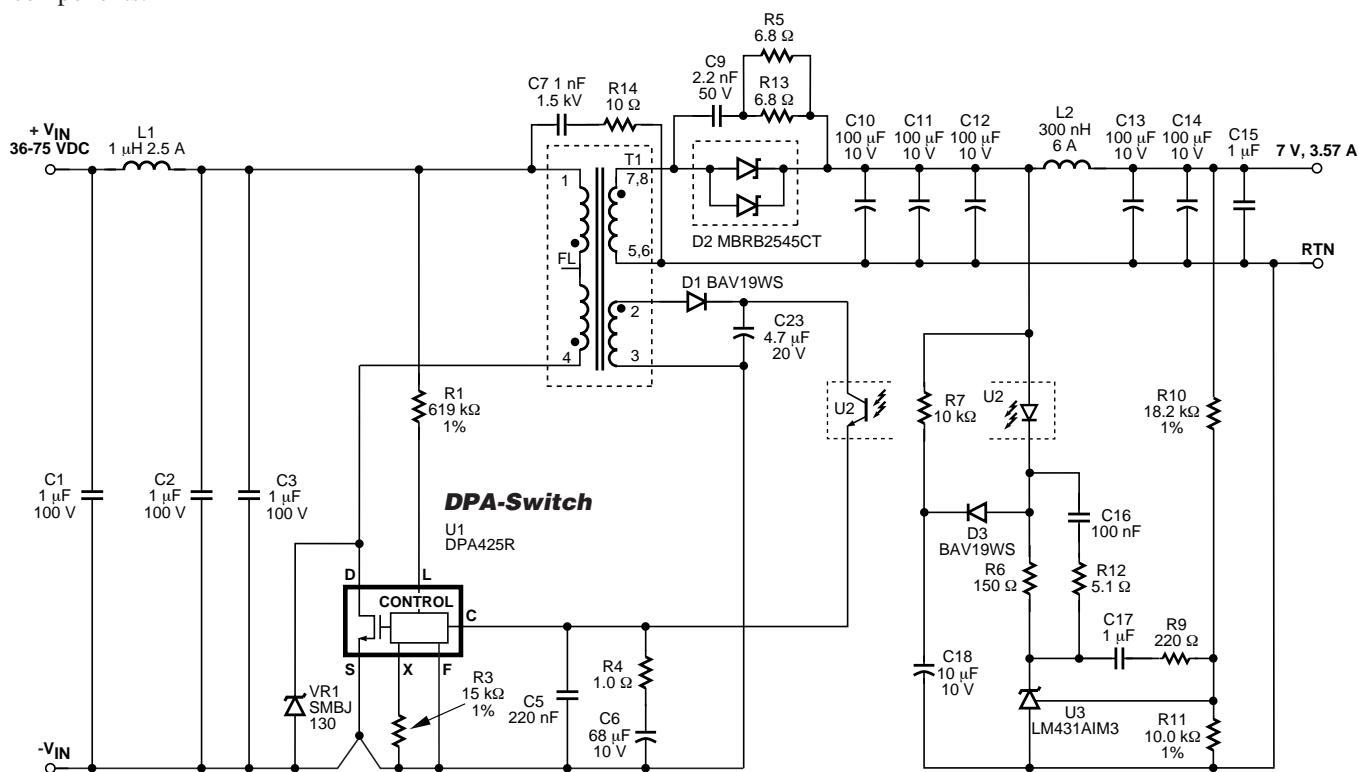 components.
R5
6.8 Ω
C9
2.2 nF
50 V
R13
6.8 Ω
C7 1 nF
1.5 kV
R14
10 Ω
C10
100 µF
10 V
C11
100 µF
10 V
C12
100 µF
10 V
L2
300 nH
6 A
C13
100 µF
10 V
C14
100 µF
10 V
C15
1 µF
+ VIN
36-75 VDC
L1
1 µH 2.5 A
7 V, 3.57 A
T1
1
7,8
D2 MBRB2545CT
5,6
FL
RTN
D1 BAV19WS
2
C23
4.7 µF
20 V
4
3
R1
619 kΩ
1%
U2
R7
10 kΩ
U2
R10
18.2 kΩ
1%
C1
1 µF
100 V
C2
1 µF
100 V
C3
1 µF
100 V
DPA-Switch
U1
DPA425R
C16
100 nF
D3
BAV19WS
R6
150 Ω
R12
5.1 Ω
D
L
CONTROL
C
S
X
F
C17
1 µF
R9
220 Ω
R3
15 kΩ
1%
R4
1.0 Ω
C18
10 µF
10 V
VR1
SMBJ
130
C5
220 nF
C6
68 µF
10 V
U3
LM431AIM3
R11
10.0 kΩ
1%
-VIN